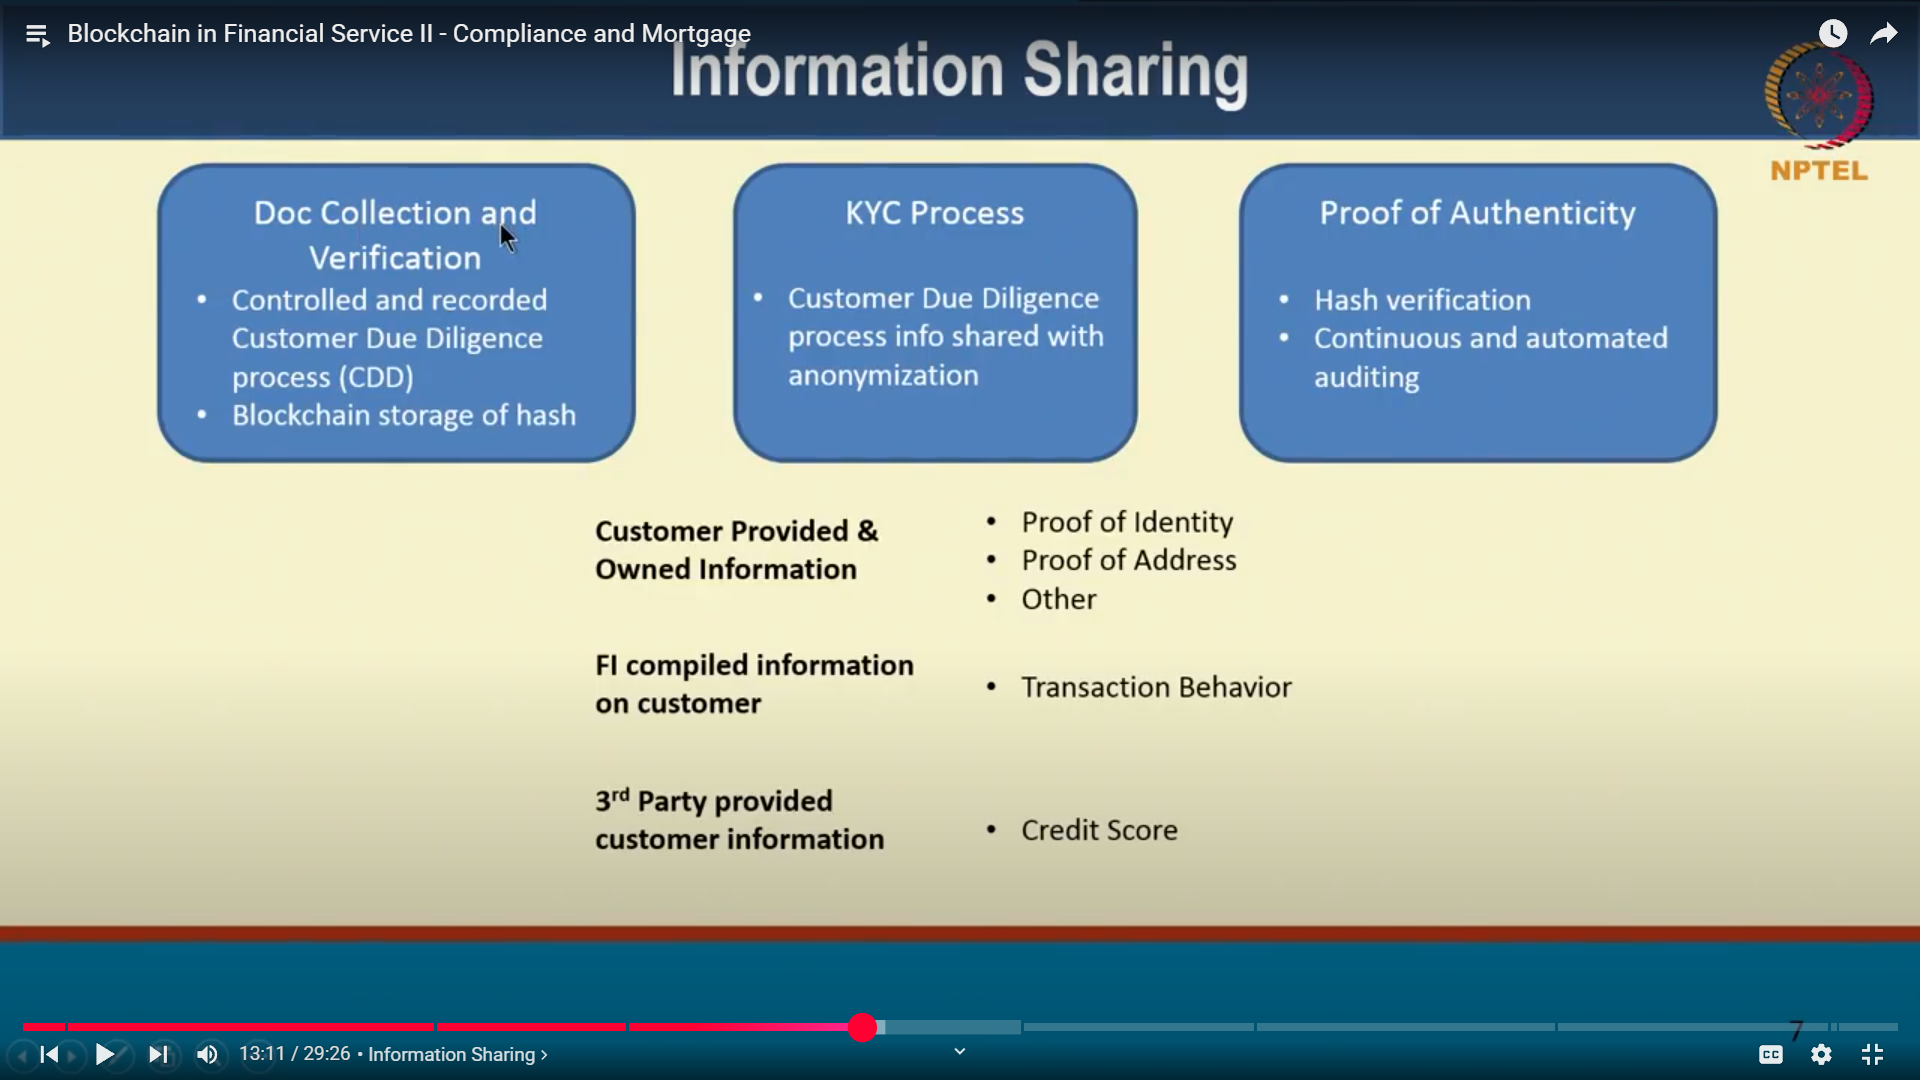 Blockchain in Financial Service II - Compliance and Mortgage
Information Sharing
NPTEL
Doc Collection and
Verification
• Controlled and recorded
Customer Due Diligence
process (CDD)
• Blockchain storage of hash
KYC Process
• Customer Due Diligence
process info shared with
anonymization
Proof of Authenticity
• Hash verification
• Continuous and automated
auditing
Customer Provided &
Owned Information
• Proof of Identity
• Proof of Address
• Other
FI compiled information
on customer
• Transaction Behavior
3rd Party provided
customer information
• Credit Score
7
13:11 / 29:26 • Information Sharing ›
CC